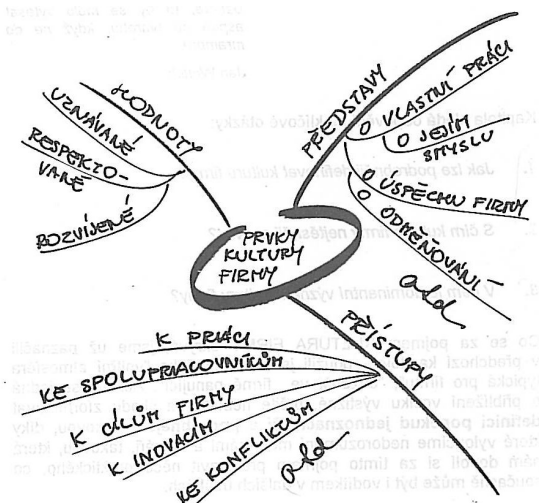 HODNOTY
UZNÁVANÉ
RESPEKTO-
VANÉ
ROZVÍJENÉ
PŘEDSTAVY
O VLASTNÍ PRÁCI
O JEJÍM
SMYSLU
O ÚSPĚCHU FIRMY
O ODMĚŇOVÁNÍ
atd.
PRVKY
KULTURY
FIRMY
PŘÍSTUPY
K PRÁCI
KE SPOLUPRACOVNÍKŮM
K CÍLŮM FIRMY
K INOVACÍM
KE KONFLIKTŮM
atd.